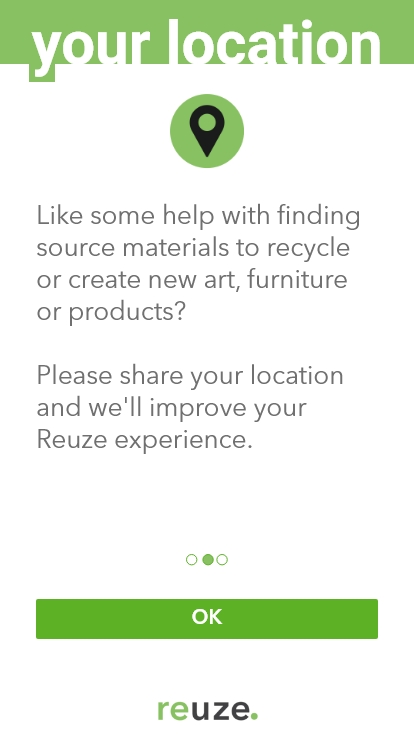 your location
Like some help with finding
source materials to recycle
or create new art, furniture
or products?
Please share your location
and we'll improve your
Reuze experience.
OK
reuze.